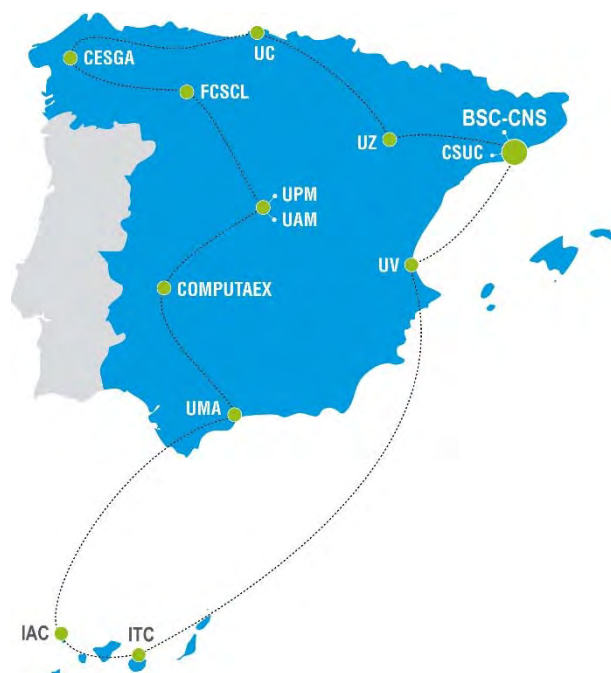 CESGA
UC
FCSCL
BSC-CNS
UZ
CSUC
UPM
UAM
UV
COMPUTAEX
UMA
IAC
ITC